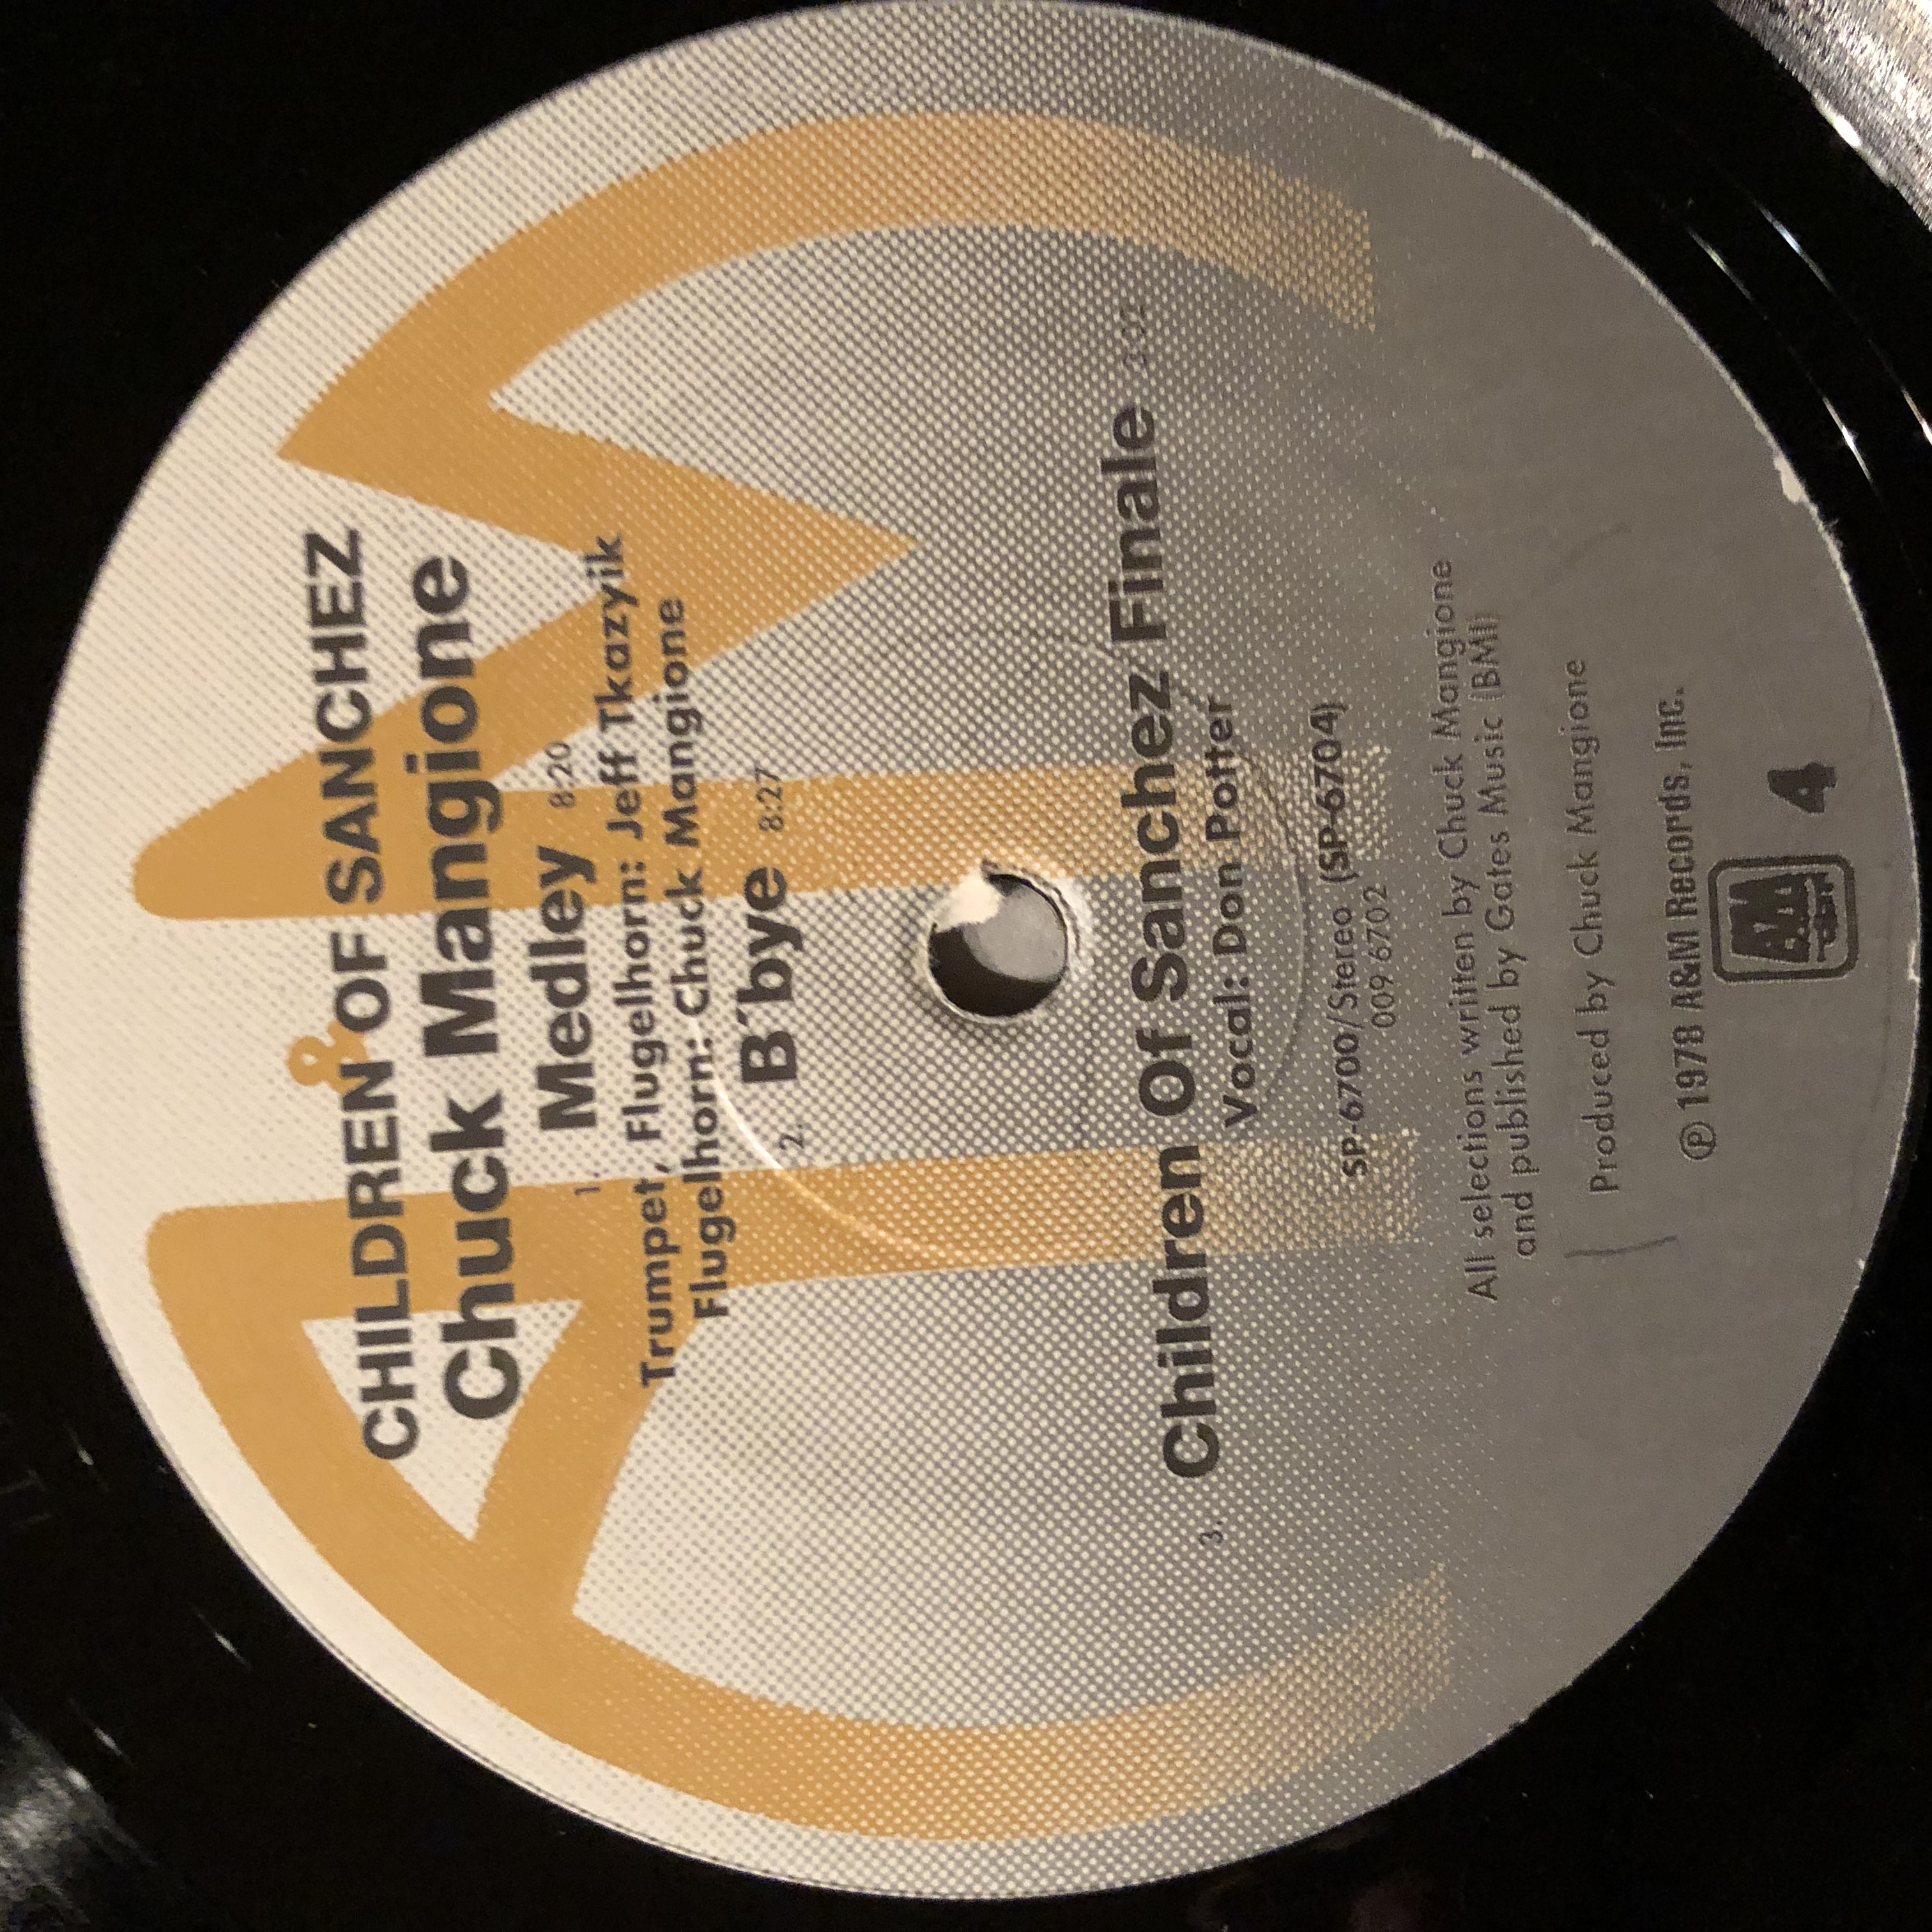 CHILDREN OF SANCHEZ
Chuck Mangione
1. Medley 8:20
Trumpet, Flugelhorn: Jeff Tkazyik
Flugelhorn: Chuck Mangione
2. B'bye 8:27
3. Children Of Sanchez/Finale
Vocal: Don Potter
SP-6700/Stereo (SP-6704)
009 6702
All selections written by Chuck Mangione
and published by Gates Music (BMI)
Produced by Chuck Mangione
℗ 1978 A&M Records, Inc.
A&M
4